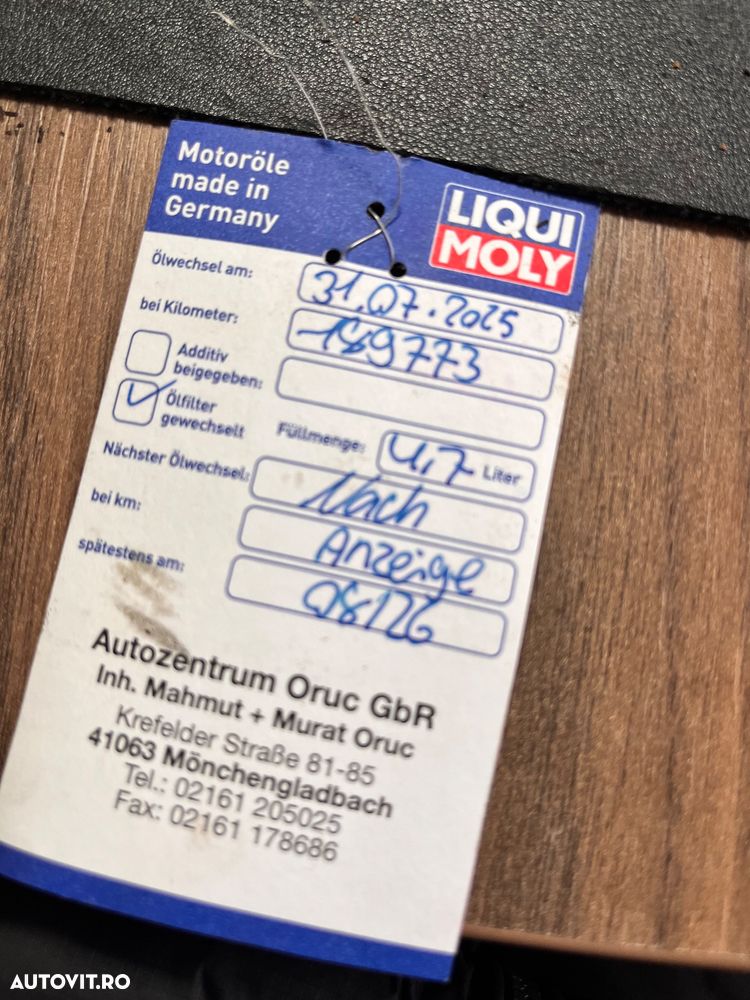 Motoröle
made in
Germany
LIQUI
MOLY
Ölwechsel am: 31.07.2025
bei Kilometer: 189773
Additiv
beigegeben:
Ölfilter
gewechselt
Füllmenge: 4,7 Liter
Nächster Ölwechsel: Nach
bei km: Anzeige
spätestens am: 08/26
Autozentrum Oruc GbR
Inh. Mahmut + Murat Oruc
Krefelder Straße 81-85
41063 Mönchengladbach
Tel.: 02161 205025
Fax: 02161 178686
AUTOVIT.RO